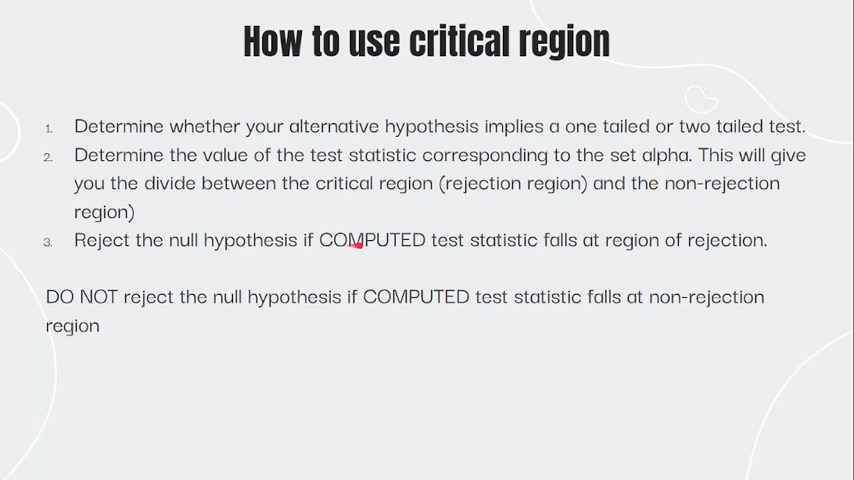 How to use critical region
1. Determine whether your alternative hypothesis implies a one tailed or two tailed test.
2. Determine the value of the test statistic corresponding to the set alpha. This will give
you the divide between the critical region (rejection region) and the non-rejection
region)
3. Reject the null hypothesis if COMPUTED test statistic falls at region of rejection.
DO NOT reject the null hypothesis if COMPUTED test statistic falls at non-rejection
region